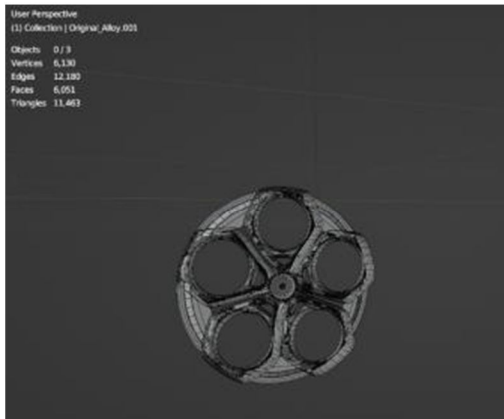 User Perspective
(1) Collection | Original_Alloy.001
Objects 0/3
Vertices 6,130
Edges 12,180
Faces 6,051
Triangles 11,463